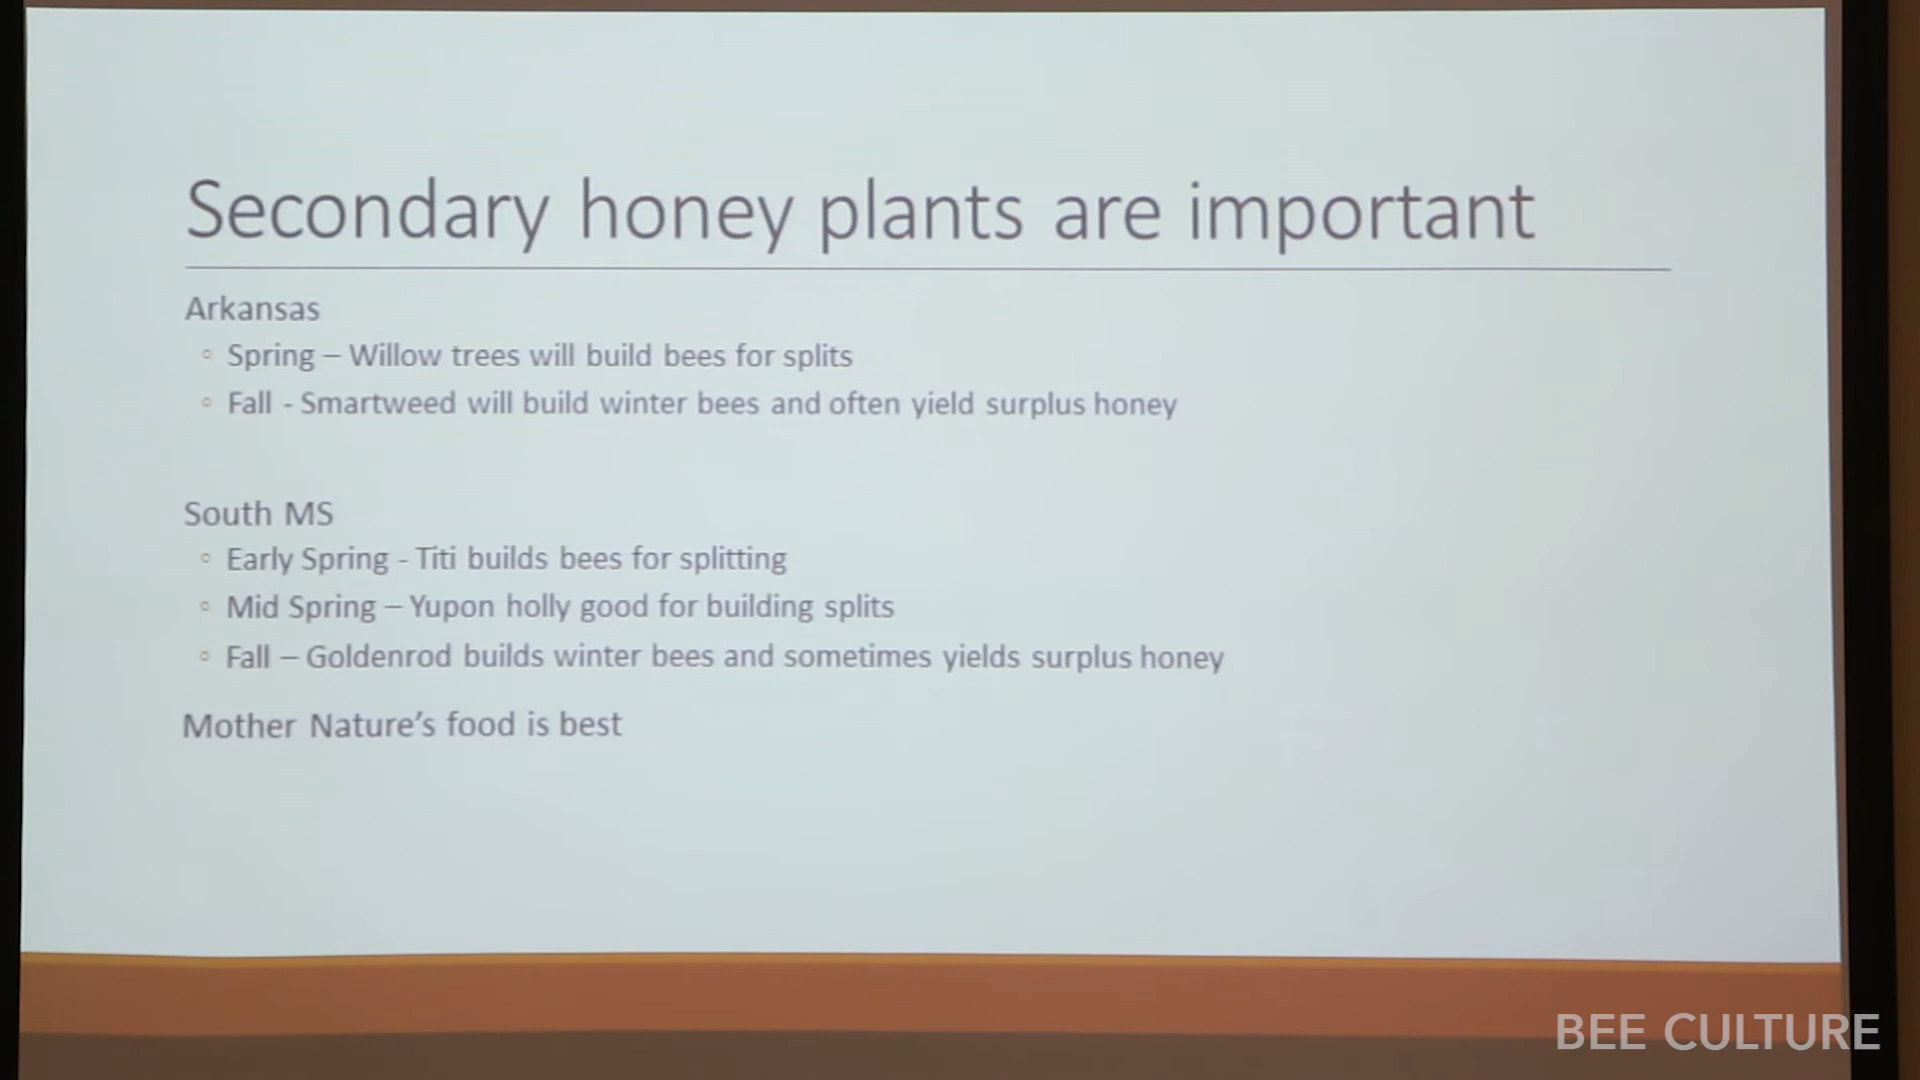 Secondary honey plants are important
Arkansas
◦ Spring – Willow trees will build bees for splits
◦ Fall - Smartweed will build winter bees and often yield surplus honey
South MS
◦ Early Spring - Titi builds bees for splitting
◦ Mid Spring – Yupon holly good for building splits
◦ Fall – Goldenrod builds winter bees and sometimes yields surplus honey
Mother Nature's food is best
BEE CULTURE